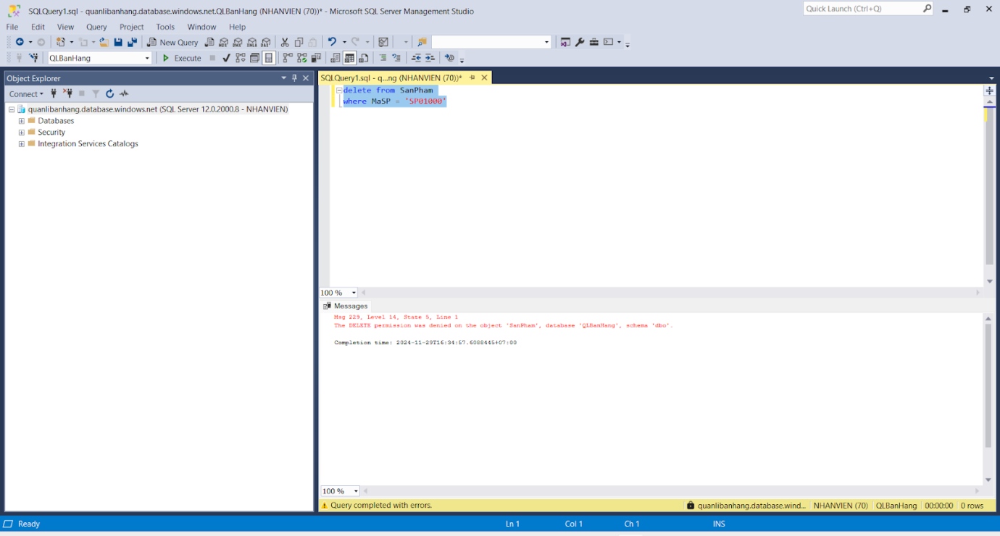 SQLQuery1.sql - quanlibanhang.database.windows.net.QLBanHang (NHANVIEN (70))* - Microsoft SQL Server Management Studio
Quick Launch (Ctrl+Q)
File Edit View Query Project Tools Window Help
New Query
QLBanHang
Execute
Object Explorer
Connect
quanlibanhang.database.windows.net (SQL Server 12.0.2000.8 - NHANVIEN)
Databases
Security
Integration Services Catalogs
SQLQuery1.sql - q...ng (NHANVIEN (70))*
delete from SanPham
where MaSP = 'SP01000'
100 %
Messages
Msg 229, Level 14, State 5, Line 1
The DELETE permission was denied on the object 'SanPham', database 'QLBanHang', schema 'dbo'.
Completion time: 2024-11-29T16:34:57.6088445+07:00
100 %
Query completed with errors.
quanlibanhang.database.wind... NHANVIEN (70) QLBanHang 00:00:00 0 rows
Ready Ln 1 Col 1 Ch 1 INS